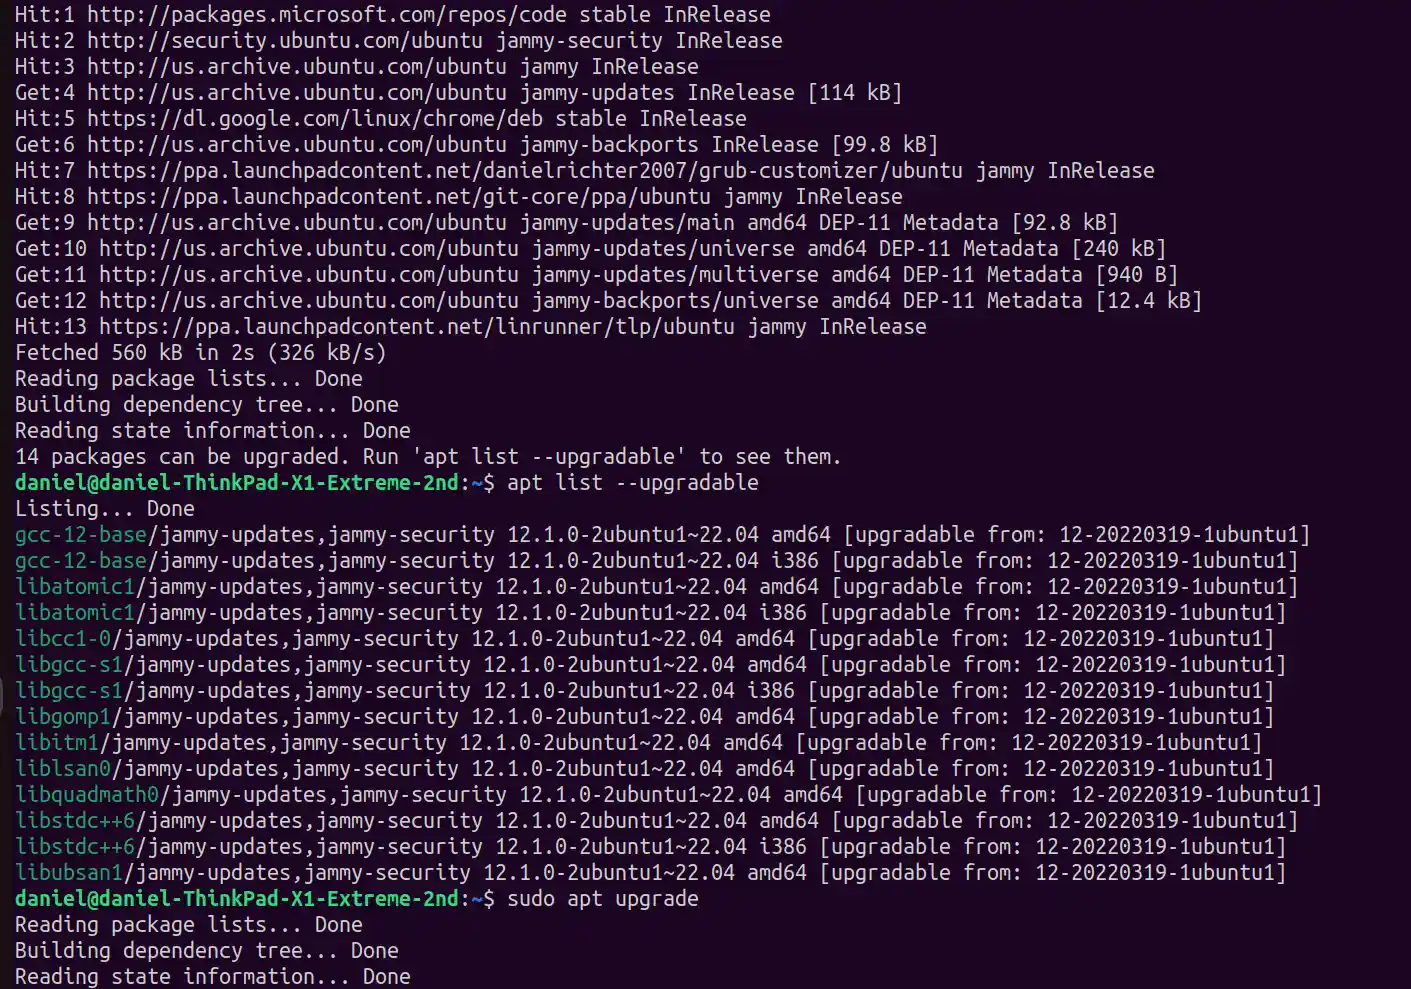 Hit:1 http://packages.microsoft.com/repos/code stable InRelease
Hit:2 http://security.ubuntu.com/ubuntu jammy-security InRelease
Hit:3 http://us.archive.ubuntu.com/ubuntu jammy InRelease
Get:4 http://us.archive.ubuntu.com/ubuntu jammy-updates InRelease [114 kB]
Hit:5 https://dl.google.com/linux/chrome/deb stable InRelease
Get:6 http://us.archive.ubuntu.com/ubuntu jammy-backports InRelease [99.8 kB]
Hit:7 https://ppa.launchpadcontent.net/danielrichter2007/grub-customizer/ubuntu jammy InRelease
Hit:8 https://ppa.launchpadcontent.net/git-core/ppa/ubuntu jammy InRelease
Get:9 http://us.archive.ubuntu.com/ubuntu jammy-updates/main amd64 DEP-11 Metadata [92.8 kB]
Get:10 http://us.archive.ubuntu.com/ubuntu jammy-updates/universe amd64 DEP-11 Metadata [240 kB]
Get:11 http://us.archive.ubuntu.com/ubuntu jammy-updates/multiverse amd64 DEP-11 Metadata [940 B]
Get:12 http://us.archive.ubuntu.com/ubuntu jammy-backports/universe amd64 DEP-11 Metadata [12.4 kB]
Hit:13 https://ppa.launchpadcontent.net/linrunner/tlp/ubuntu jammy InRelease
Fetched 560 kB in 2s (326 kB/s)
Reading package lists... Done
Building dependency tree... Done
Reading state information... Done
14 packages can be upgraded. Run 'apt list --upgradable' to see them.
daniel@daniel-ThinkPad-X1-Extreme-2nd:~$ apt list --upgradable
Listing... Done
gcc-12-base/jammy-updates,jammy-security 12.1.0-2ubuntu1~22.04 amd64 [upgradable from: 12-20220319-1ubuntu1]
gcc-12-base/jammy-updates,jammy-security 12.1.0-2ubuntu1~22.04 i386 [upgradable from: 12-20220319-1ubuntu1]
libatomic1/jammy-updates,jammy-security 12.1.0-2ubuntu1~22.04 amd64 [upgradable from: 12-20220319-1ubuntu1]
libatomic1/jammy-updates,jammy-security 12.1.0-2ubuntu1~22.04 i386 [upgradable from: 12-20220319-1ubuntu1]
libcc1-0/jammy-updates,jammy-security 12.1.0-2ubuntu1~22.04 amd64 [upgradable from: 12-20220319-1ubuntu1]
libgcc-s1/jammy-updates,jammy-security 12.1.0-2ubuntu1~22.04 amd64 [upgradable from: 12-20220319-1ubuntu1]
libgcc-s1/jammy-updates,jammy-security 12.1.0-2ubuntu1~22.04 i386 [upgradable from: 12-20220319-1ubuntu1]
libgomp1/jammy-updates,jammy-security 12.1.0-2ubuntu1~22.04 amd64 [upgradable from: 12-20220319-1ubuntu1]
libitm1/jammy-updates,jammy-security 12.1.0-2ubuntu1~22.04 amd64 [upgradable from: 12-20220319-1ubuntu1]
liblsan0/jammy-updates,jammy-security 12.1.0-2ubuntu1~22.04 amd64 [upgradable from: 12-20220319-1ubuntu1]
libquadmath0/jammy-updates,jammy-security 12.1.0-2ubuntu1~22.04 amd64 [upgradable from: 12-20220319-1ubuntu1]
libstdc++6/jammy-updates,jammy-security 12.1.0-2ubuntu1~22.04 amd64 [upgradable from: 12-20220319-1ubuntu1]
libstdc++6/jammy-updates,jammy-security 12.1.0-2ubuntu1~22.04 i386 [upgradable from: 12-20220319-1ubuntu1]
libubsan1/jammy-updates,jammy-security 12.1.0-2ubuntu1~22.04 amd64 [upgradable from: 12-20220319-1ubuntu1]
daniel@daniel-ThinkPad-X1-Extreme-2nd:~$ sudo apt upgrade
Reading package lists... Done
Building dependency tree... Done
Reading state information... Done